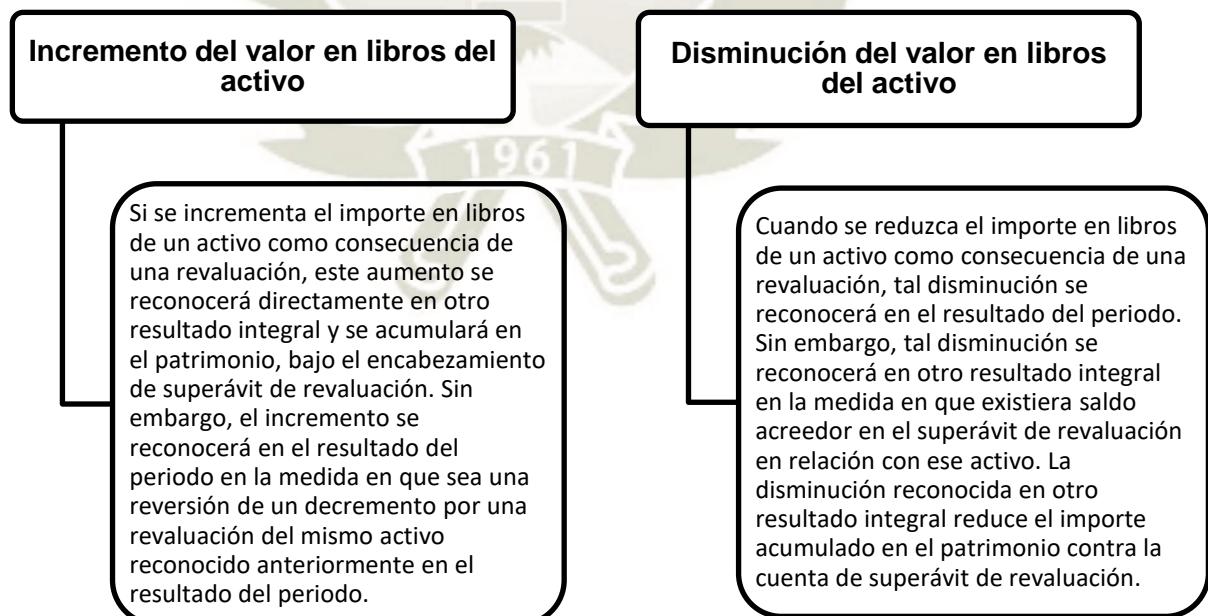 Incremento del valor en libros del
activo
Si se incrementa el importe en libros
de un activo como consecuencia de
una revaluación, este aumento se
reconocerá directamente en otro
resultado integral y se acumulará en
el patrimonio, bajo el encabezamiento
de superávit de revaluación. Sin
embargo, el incremento se
reconocerá en el resultado del
periodo en la medida en que sea una
reversión de un decremento por una
revaluación del mismo activo
reconocido anteriormente en el
resultado del periodo.
Disminución del valor en libros
del activo
Cuando se reduzca el importe en libros
de un activo como consecuencia de una
revaluación, tal disminución se
reconocerá en el resultado del periodo.
Sin embargo, tal disminución se
reconocerá en otro resultado integral
en la medida en que existiera saldo
acreedor en el superávit de revaluación
en relación con ese activo. La
disminución reconocida en otro
resultado integral reduce el importe
acumulado en el patrimonio contra la
cuenta de superávit de revaluación.
1961